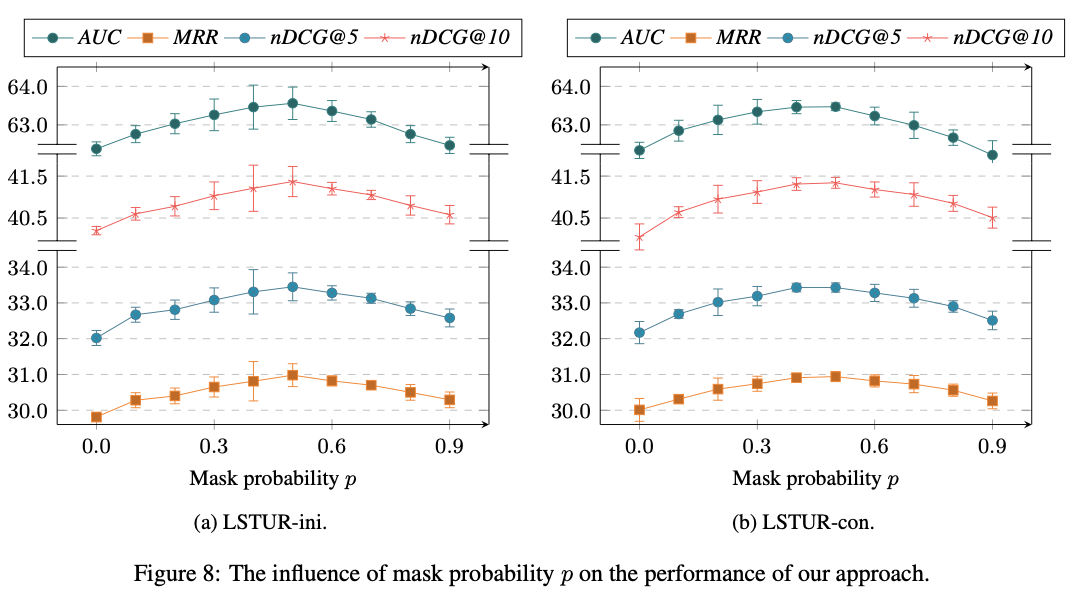 AUC MRR nDCG@5 nDCG@10
64.0
63.0
41.5
40.5
34.0
33.0
32.0
31.0
30.0
0.0 0.3 0.6 0.9
Mask probability p
(a) LSTUR-ini.
AUC MRR nDCG@5 nDCG@10
64.0
63.0
41.5
40.5
34.0
33.0
32.0
31.0
30.0
0.0 0.3 0.6 0.9
Mask probability p
(b) LSTUR-con.
Figure 8: The influence of mask probability p on the performance of our approach.